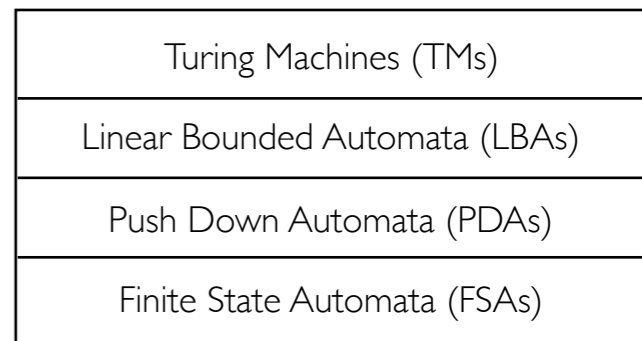 Turing Machines (TMs)
Linear Bounded Automata (LBAs)
Push Down Automata (PDAs)
Finite State Automata (FSAs)